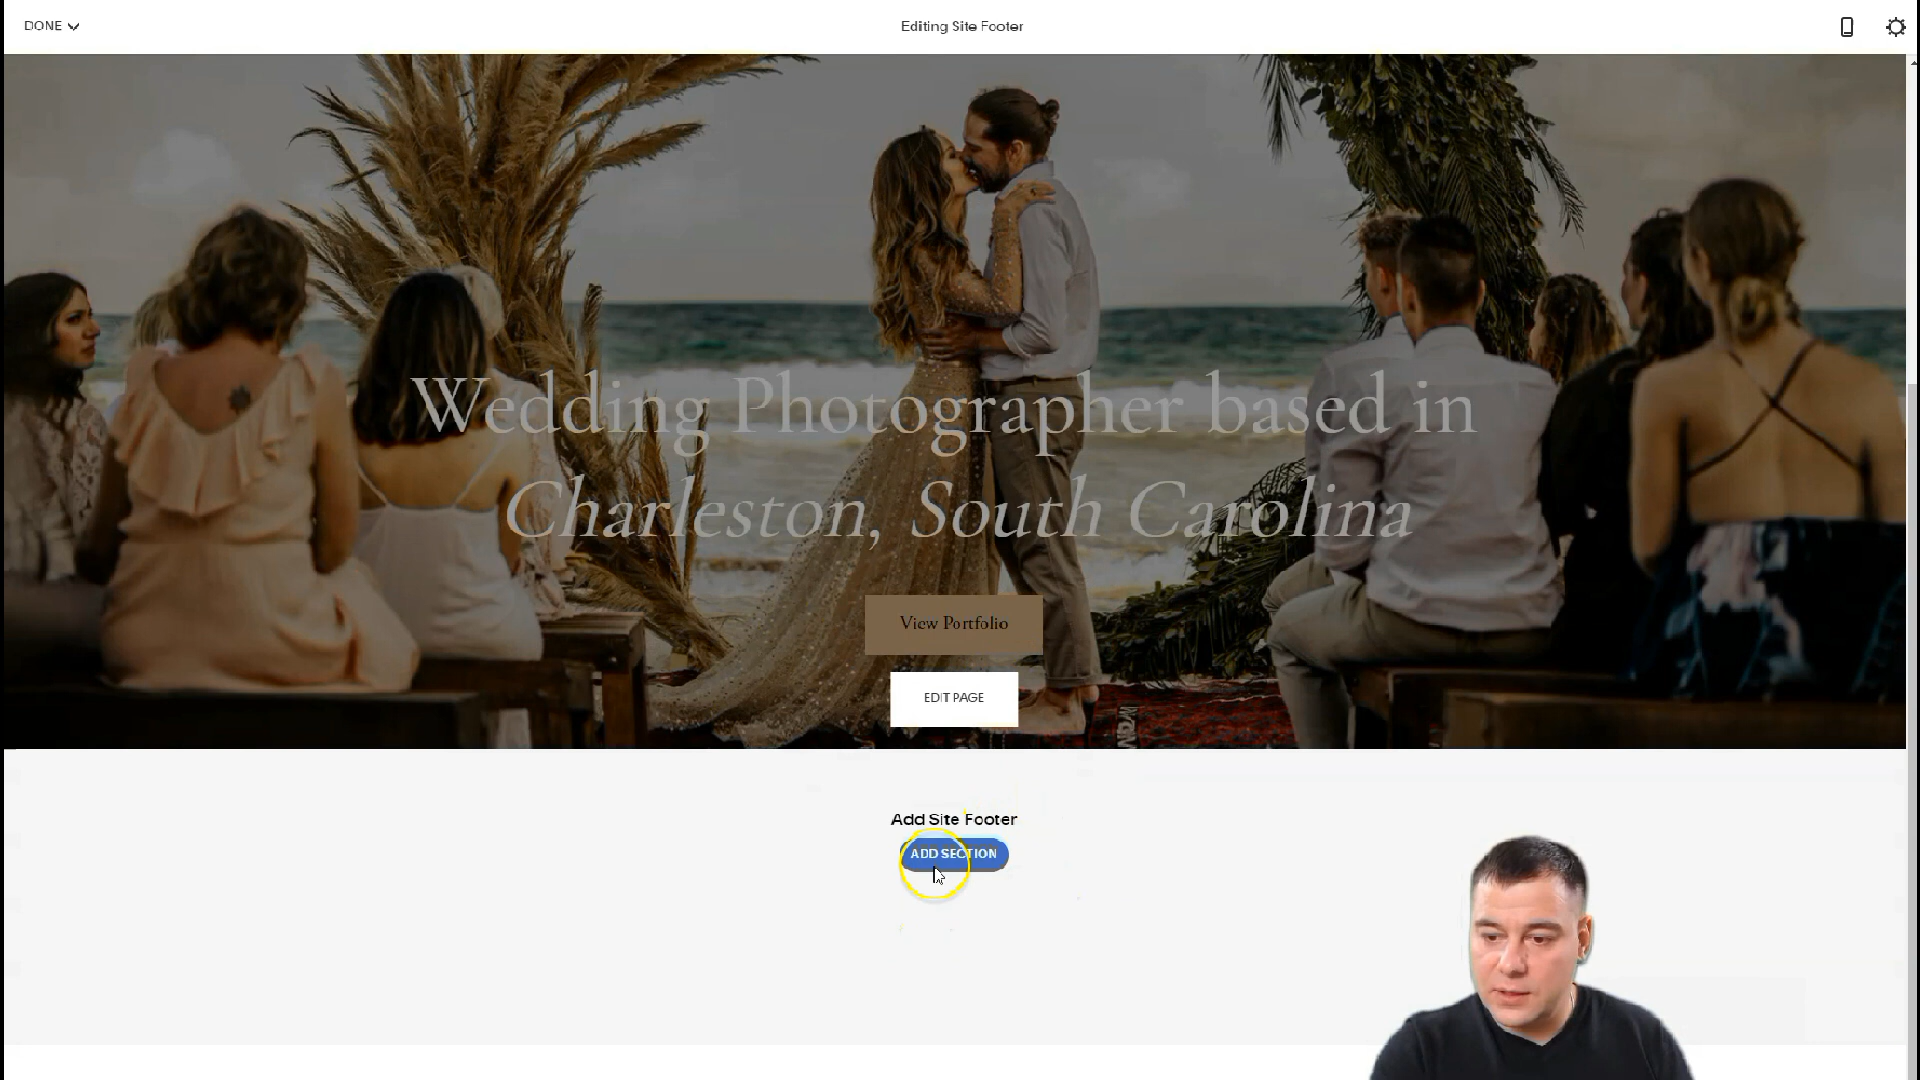 DONE
Editing Site Footer
Wedding Photographer based in
Charleston, South Carolina
View Portfolio
EDIT PAGE
Add Site Footer
ADD SECTION